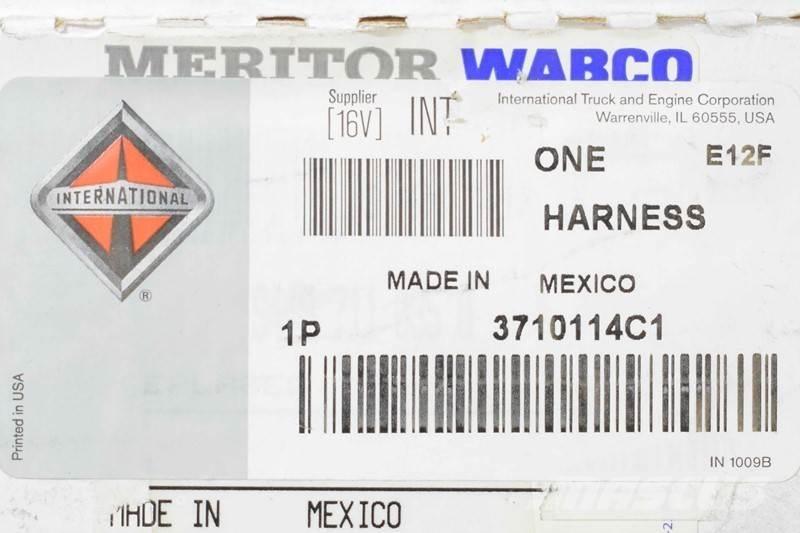 MERITOR WABCO
Supplier
[16V] INT
International Truck and Engine Corporation
Warrenville, IL 60555, USA
INTERNATIONAL
®
ONE E12F
HARNESS
MADE IN MEXICO
1P 3710114C1
Printed in USA
IN 1009B
MADE IN MEXICO